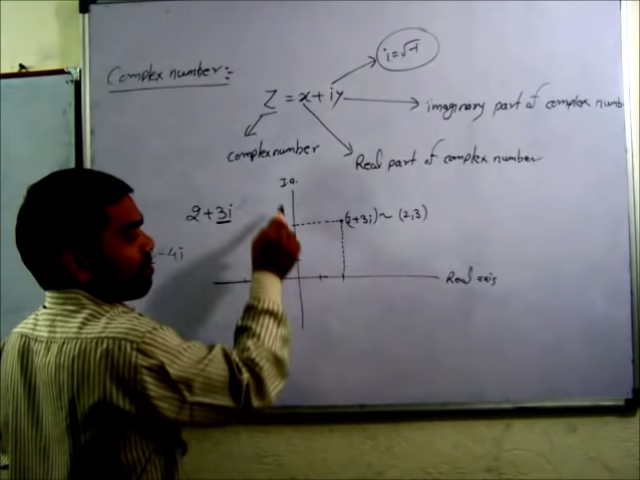 Complex number:-
i=√-1
Z = x + iy
imaginary part of complex numb
complex number
Real part of complex number
I.a.
2+3i
(2+3i) ~ (2,3)
-4i
Real axis